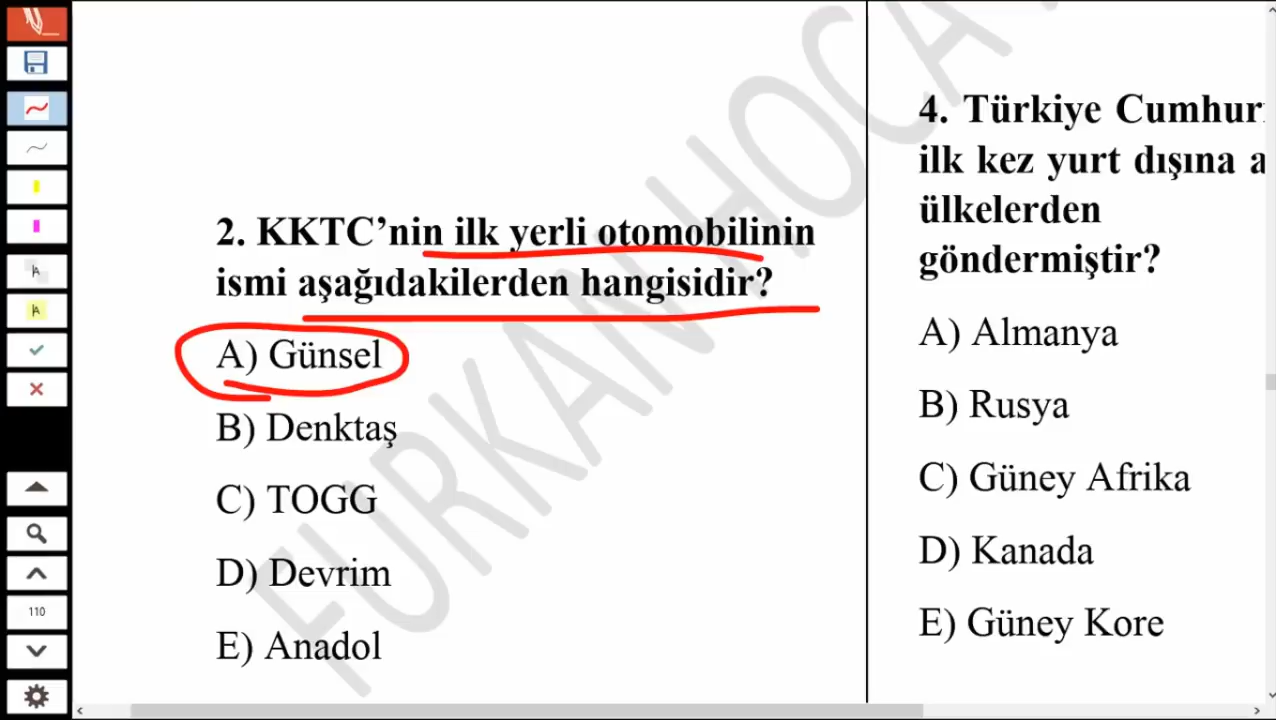 2. KKTC’nin ilk yerli otomobilinin
ismi aşağıdakilerden hangisidir?
A) Günsel
B) Denktaş
C) TOGG
D) Devrim
E) Anadol
4. Türkiye
ilk kez yurt dışına
ülkelerden
göndermiştir?
A) Almanya
B) Rusya
C) Güney Afrika
D) Kanada
E) Güney Kore
FURKAN HOCA
110